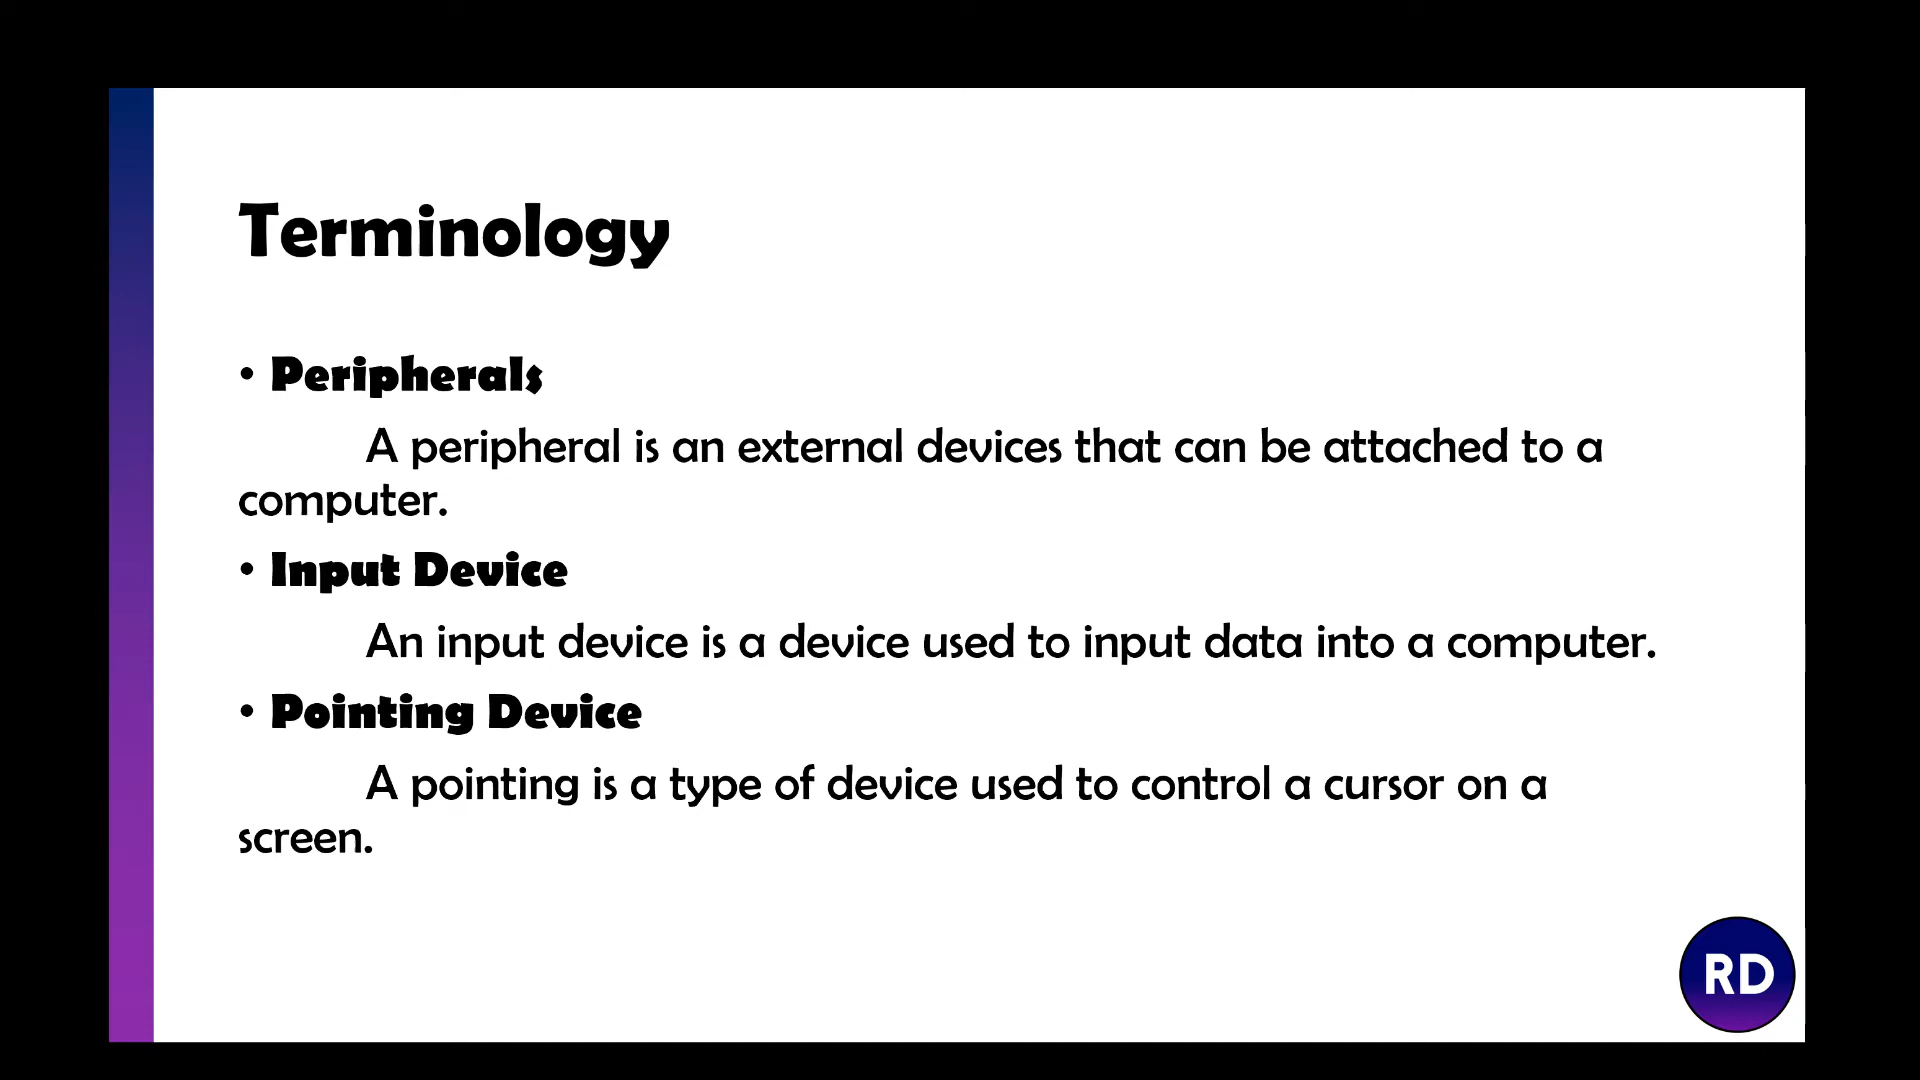 Terminology
• Peripherals
A peripheral is an external devices that can be attached to a
computer.
• Input Device
An input device is a device used to input data into a computer.
• Pointing Device
A pointing is a type of device used to control a cursor on a
screen.
RD